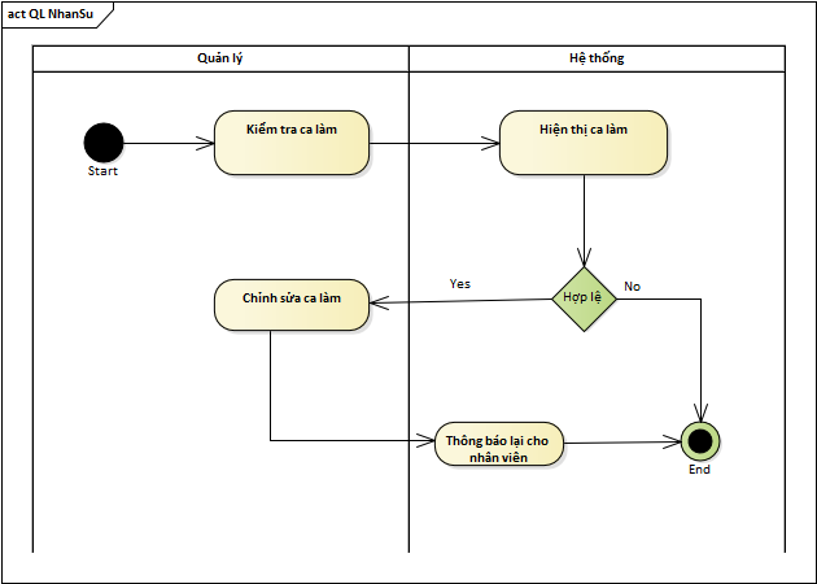 act QL NhanSu
Quản lý
Hệ thống
Kiểm tra ca làm
Hiện thị ca làm
Start
Chỉnh sửa ca làm
Yes
Hợp lệ
No
Thông báo lại cho
nhân viên
End